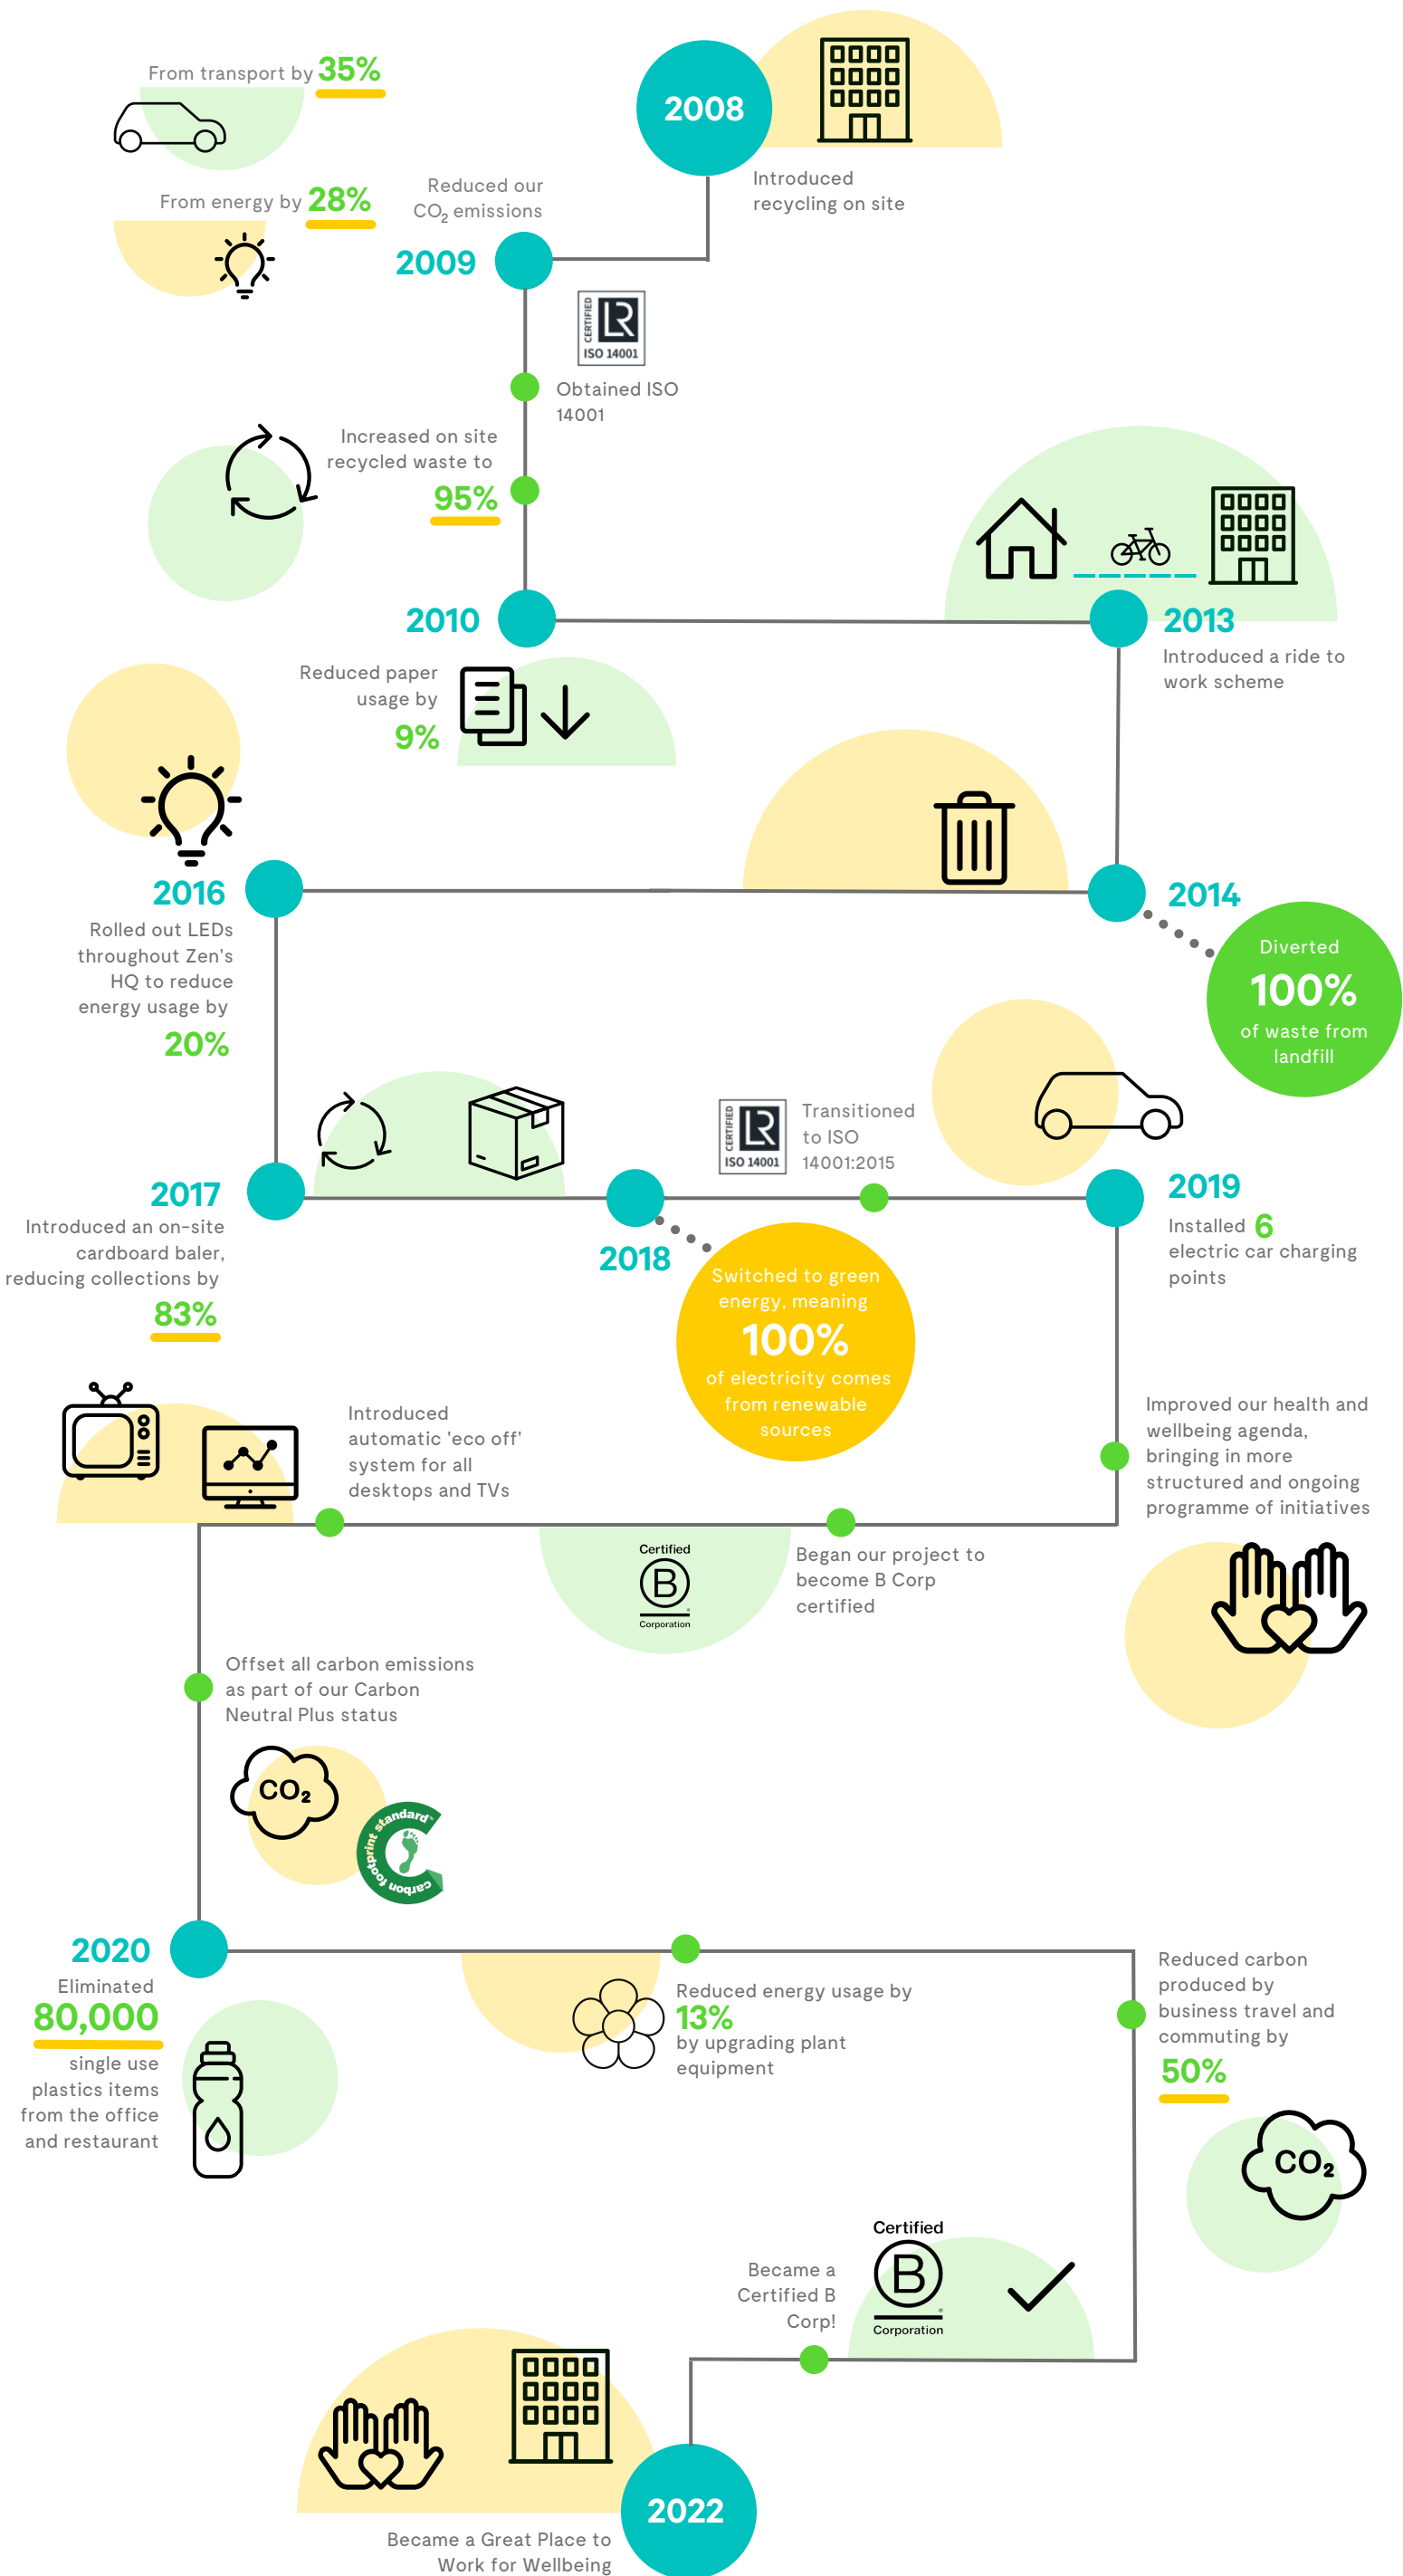 2008
Introduced
recycling on site
From transport by 35%
From energy by 28%
Reduced our
CO₂ emissions
2009
CERTIFIED
LR
ISO 14001
Obtained ISO
14001
Increased on site
recycled waste to
95%
2010
Reduced paper
usage by
9%
2013
Introduced a ride to
work scheme
2014
Diverted
100%
of waste from
landfill
2016
Rolled out LEDs
throughout Zen's
HQ to reduce
energy usage by
20%
2017
Introduced an on-site
cardboard baler,
reducing collections by
83%
2018
Switched to green
energy, meaning
100%
of electricity comes
from renewable
sources
CERTIFIED
LR
ISO 14001
Transitioned
to ISO
14001:2015
2019
Installed 6
electric car charging
points
Improved our health and
wellbeing agenda,
bringing in more
structured and ongoing
programme of initiatives
Began our project to
become B Corp
certified
Certified
B
®
Corporation
Introduced
automatic 'eco off'
system for all
desktops and TVs
Offset all carbon emissions
as part of our Carbon
Neutral Plus status
CO₂
carbon footprint standard™
2020
Eliminated
80,000
single use
plastics items
from the office
and restaurant
Reduced energy usage by
13%
by upgrading plant
equipment
Reduced carbon
produced by
business travel and
commuting by
50%
CO₂
Became a
Certified B
Corp!
Certified
B
®
Corporation
2022
Became a Great Place to
Work for Wellbeing